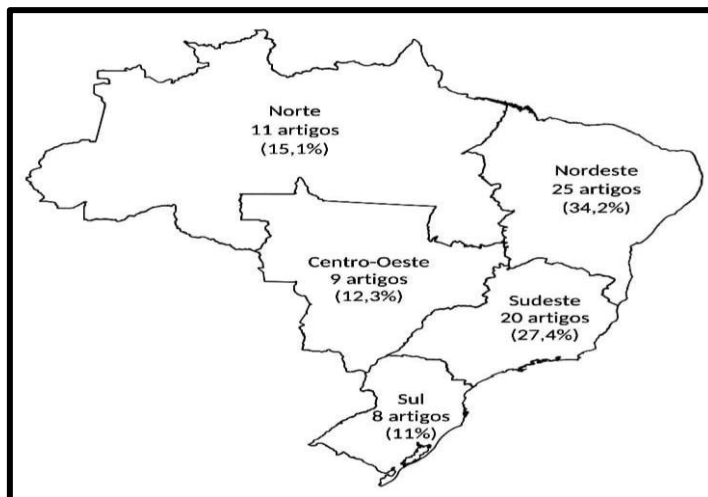 Norte
11 artigos
(15,1%)
Nordeste
25 artigos
(34,2%)
Centro-Oeste
9 artigos
(12,3%)
Sudeste
20 artigos
(27,4%)
Sul
8 artigos
(11%)